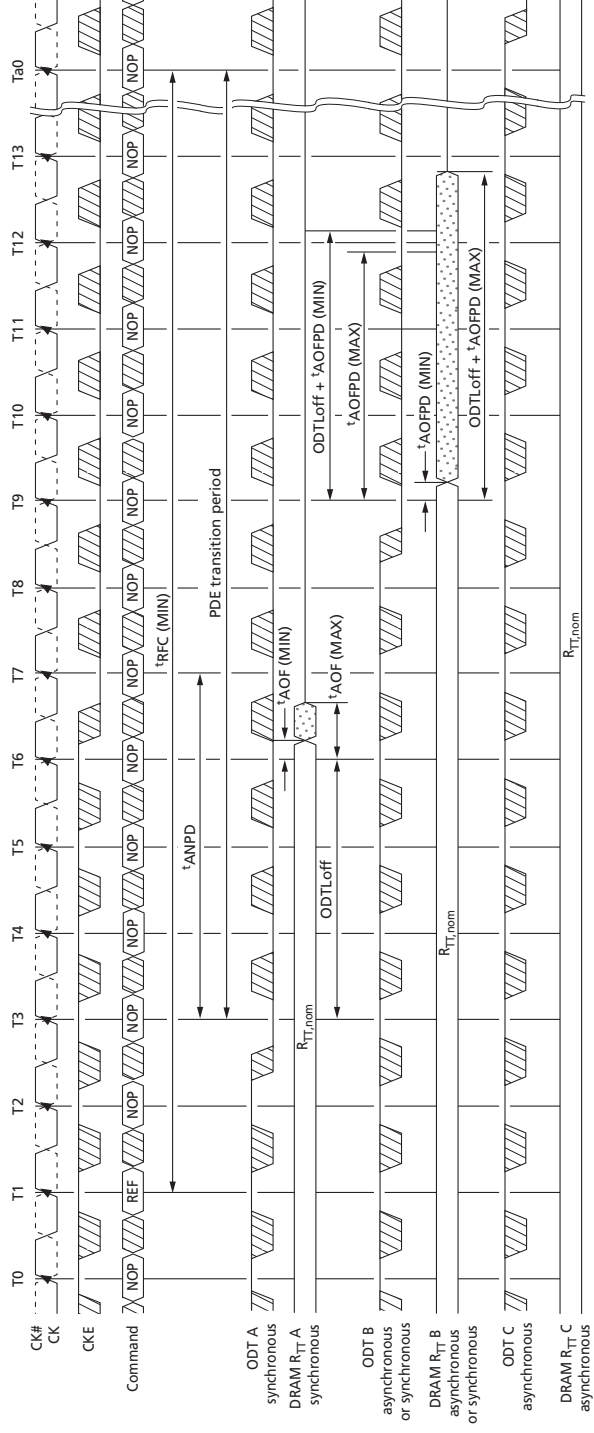 T0 T1 T2 T3 T4 T5 T6 T7 T8 T9 T10 T11 T12 T13 Ta0
CK#
CK
CKE
Command
NOP REF NOP NOP NOP NOP NOP NOP NOP NOP NOP NOP NOP NOP NOP
tRFC (MIN)
tANPD
PDE transition period
ODT A
synchronous
DRAM RTT A
synchronous
RTT,nom
tAOF (MIN)
ODTLoff
tAOF (MAX)
ODTLoff + tAOFPD (MIN)
tAOFPD (MAX)
ODT B
asynchronous
or synchronous
tAOFPD (MIN)
DRAM RTT B
asynchronous
or synchronous
RTT,nom
ODTLoff + tAOFPD (MAX)
ODT C
asynchronous
DRAM RTT C
asynchronous
RTT,nom